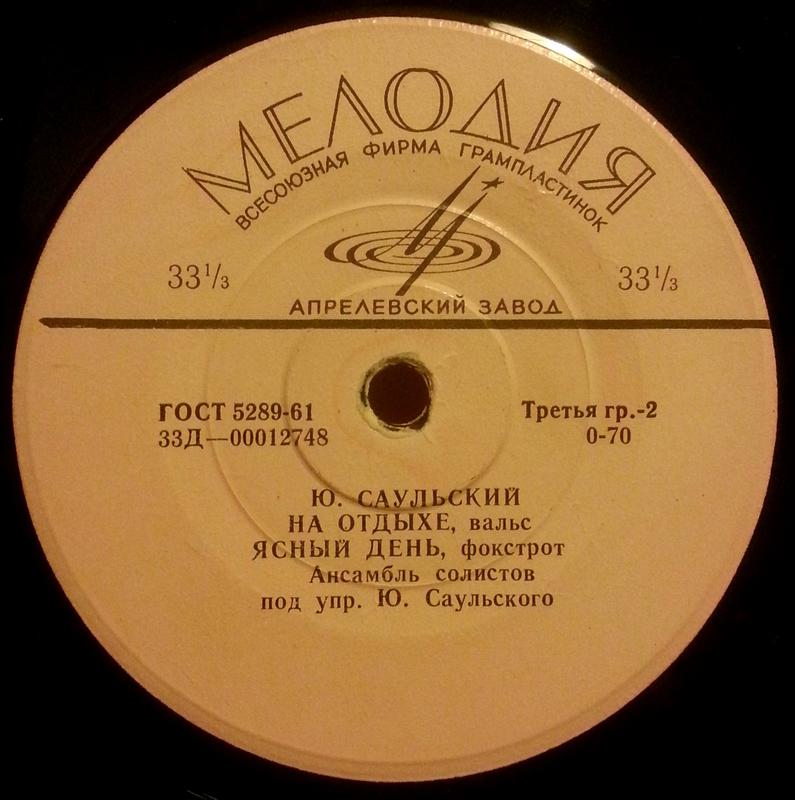 МЕЛОДИЯ
ВСЕСОЮЗНАЯ ФИРМА ГРАМПЛАСТИНОК
33 1/3 33 1/3
АПРЕЛЕВСКИЙ ЗАВОД
ГОСТ 5289-61 Третья гр.-2
33Д—00012748 0-70
Ю. САУЛЬСКИЙ
НА ОТДЫХЕ, вальс
ЯСНЫЙ ДЕНЬ, фокстрот
Ансамбль солистов
под упр. Ю. Саульского